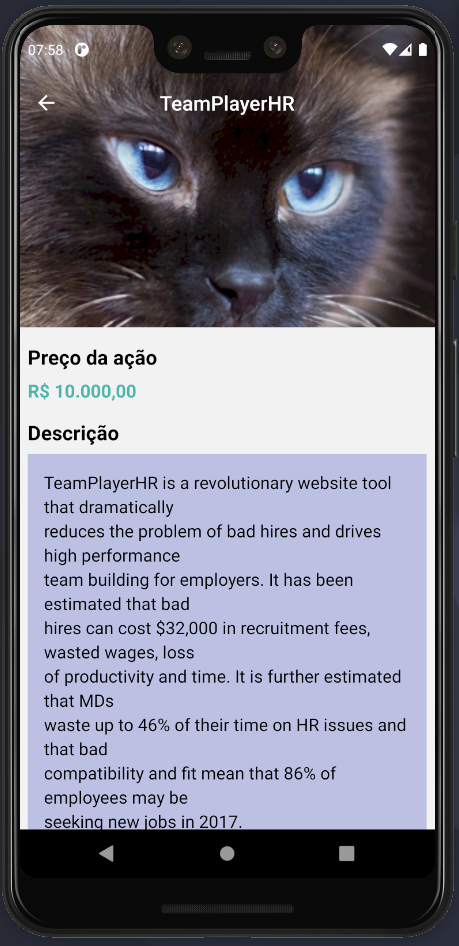 07:58
TeamPlayerHR
Preço da ação
R$ 10.000,00
Descrição
TeamPlayerHR is a revolutionary website tool
that dramatically
reduces the problem of bad hires and drives
high performance
team building for employers. It has been
estimated that bad
hires can cost $32,000 in recruitment fees,
wasted wages, loss
of productivity and time. It is further estimated
that MDs
waste up to 46% of their time on HR issues and
that bad
compatibility and fit mean that 86% of
employees may be
seeking new jobs in 2017.